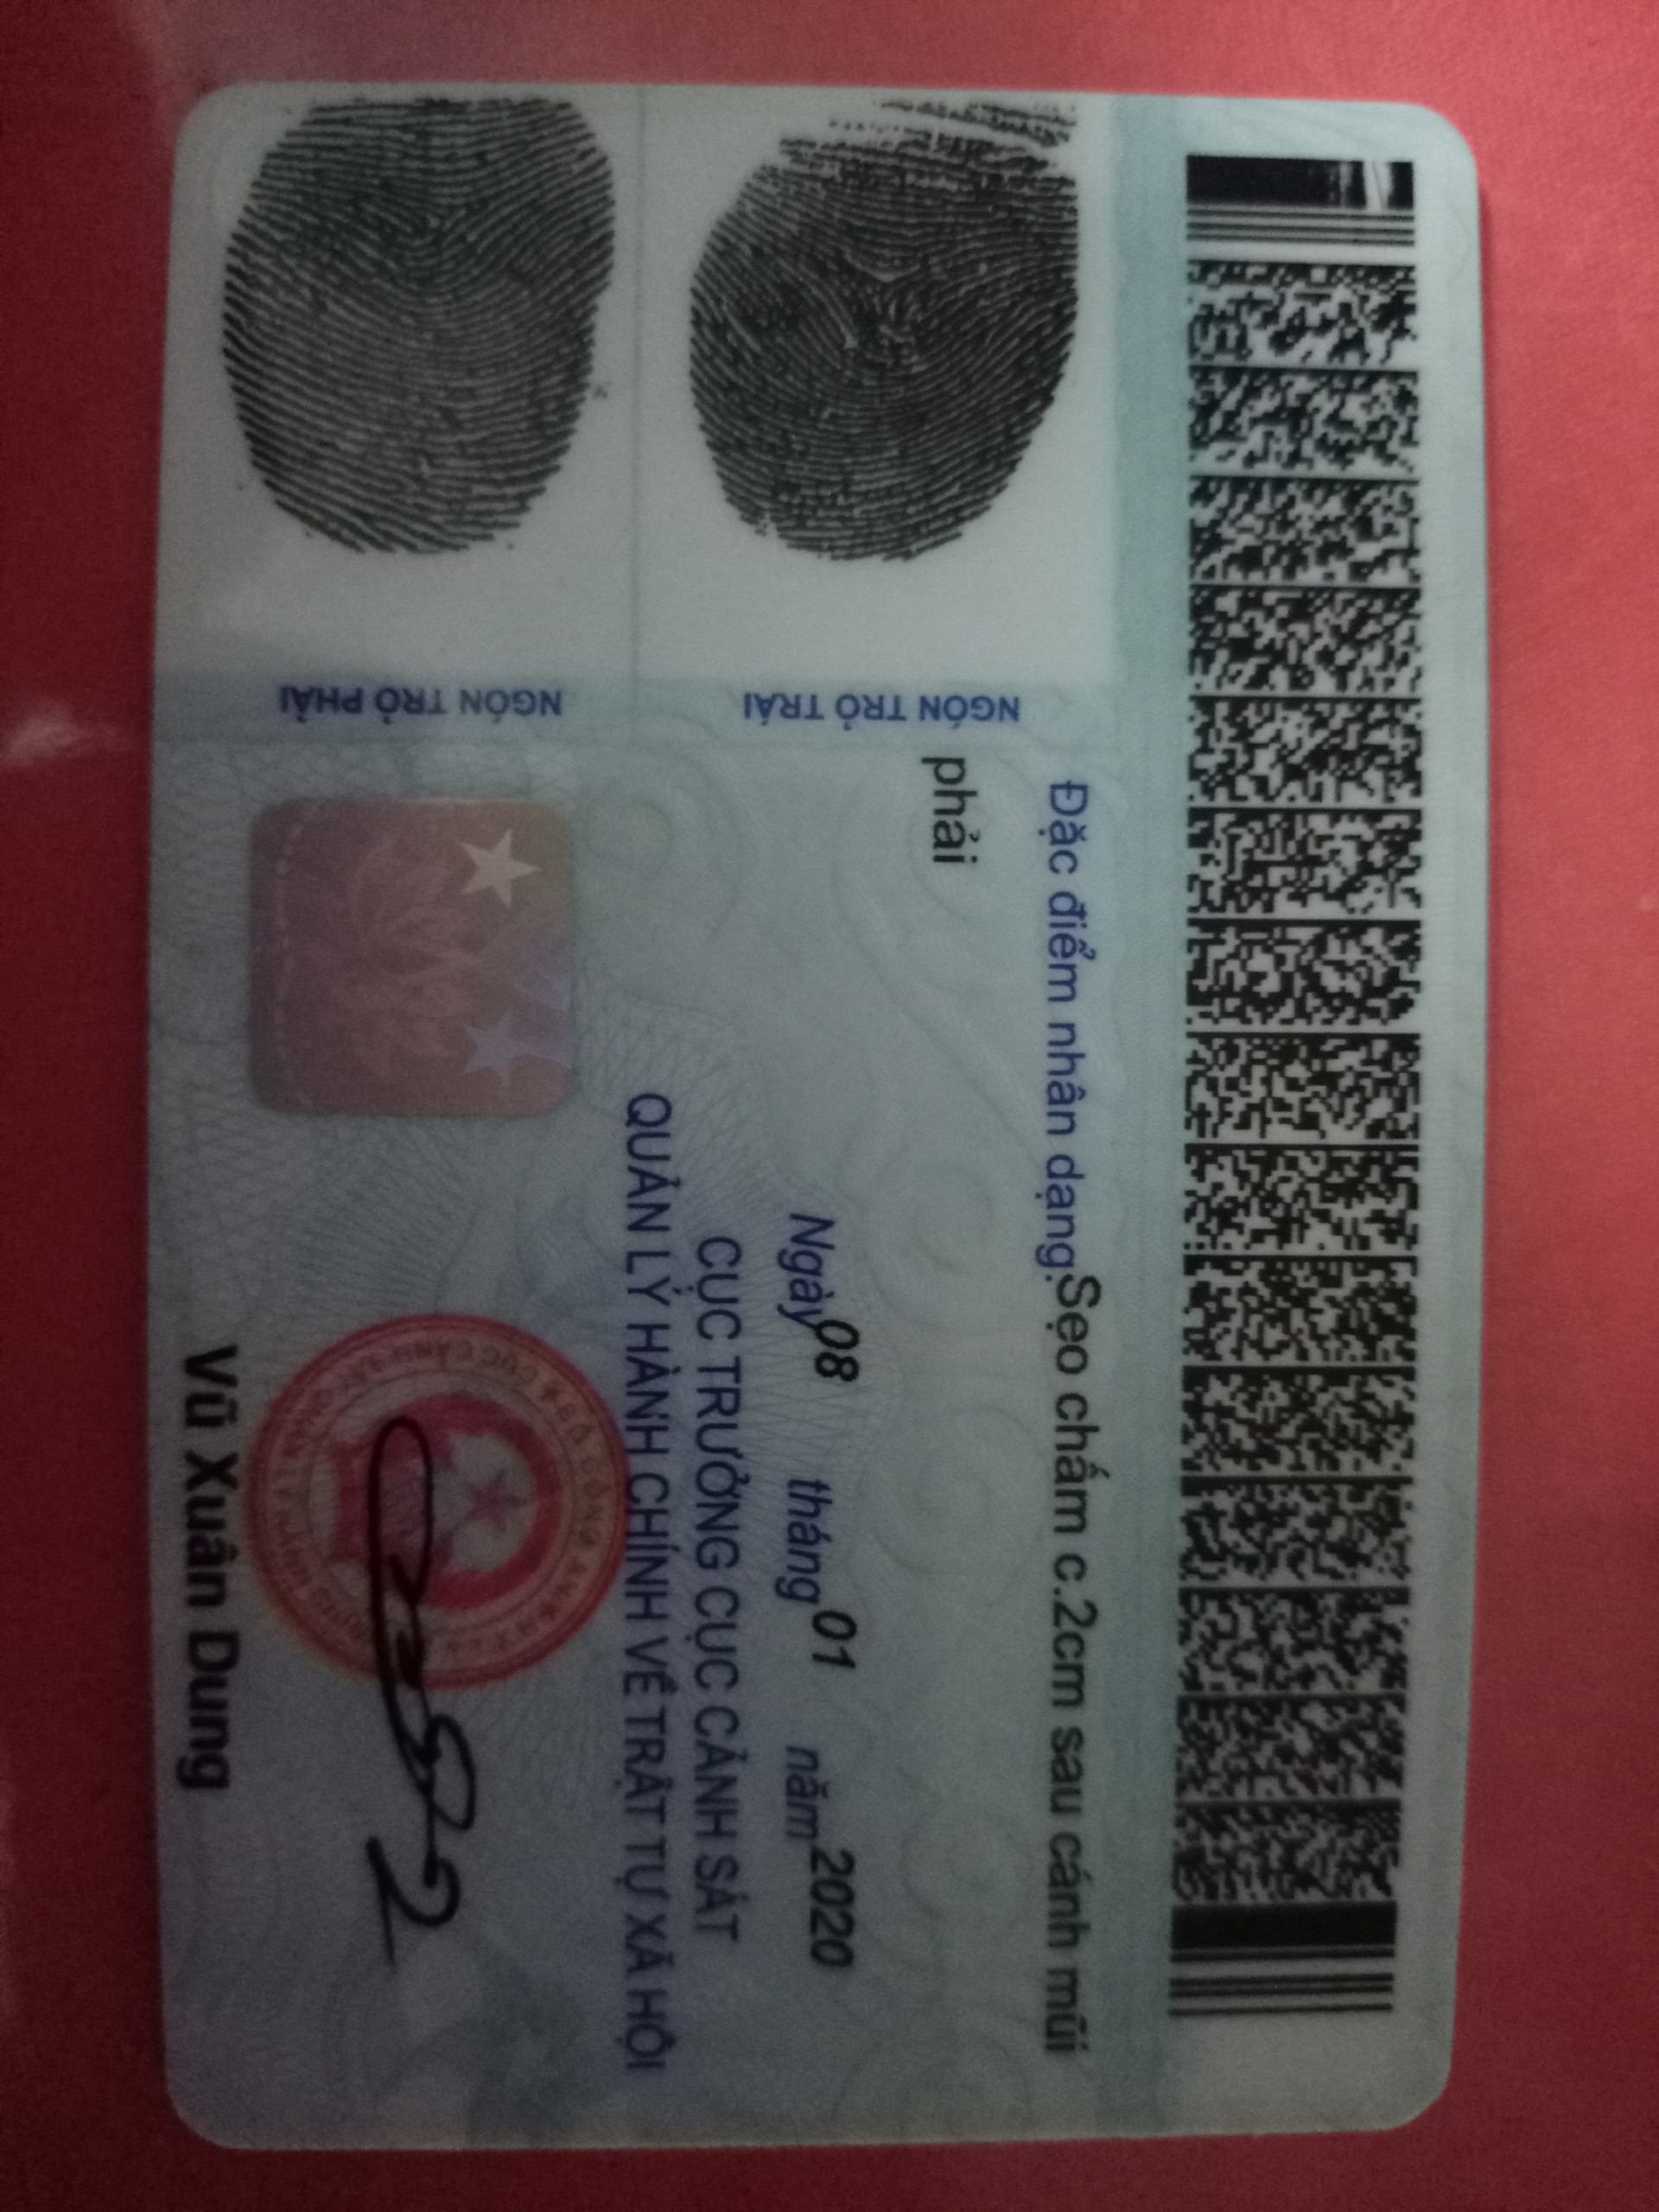 Đặc điểm nhân dạng: Sẹo chấm c.2cm sau cánh mũi
phải
Ngày 08 tháng 01 năm 2020
CỤC TRƯỞNG CỤC CẢNH SÁT
QUẢN LÝ HÀNH CHÍNH VỀ TRẬT TỰ XÃ HỘI
Vũ Xuân Dung
NGÓN TRỎ TRÁI
NGÓN TRỎ PHẢI